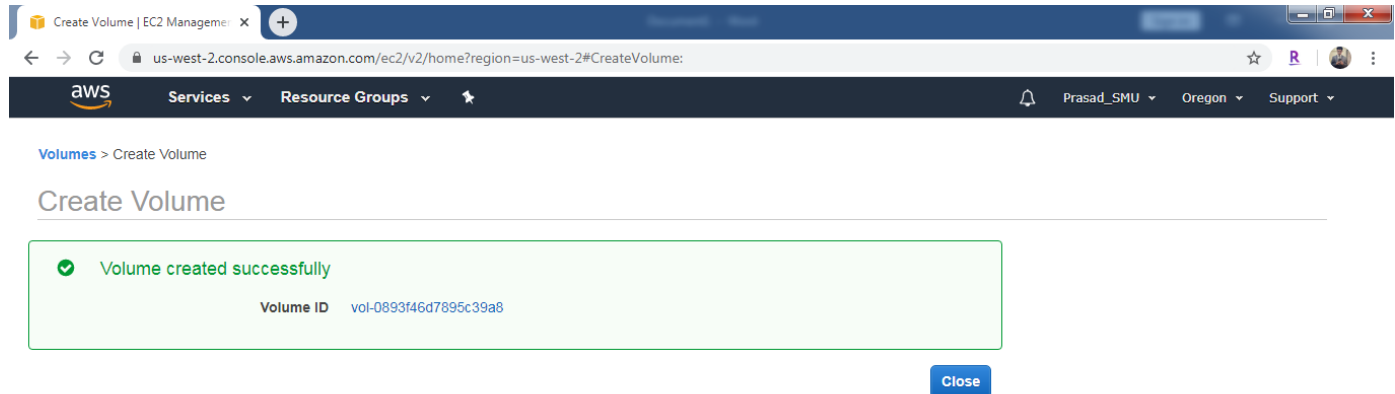 Create Volume | EC2 Managemen
us-west-2.console.aws.amazon.com/ec2/v2/home?region=us-west-2#CreateVolume:
R
aws Services Resource Groups Prasad_SMU Oregon Support
Volumes > Create Volume
Create Volume
Volume created successfully
Volume ID vol-0893f46d7895c39a8
Close